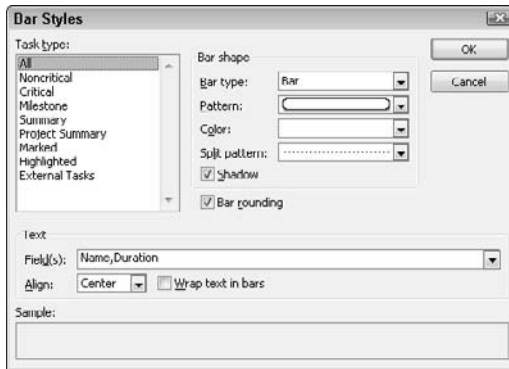 Bar Styles
Task type:
All
Noncritical
Critical
Milestone
Summary
Project Summary
Marked
Highlighted
External Tasks
Bar shape
Bar type: Bar
Pattern:
Color:
Split pattern:
Shadow
Bar rounding
OK
Cancel
Text
Field(s): Name,Duration
Align: Center Wrap text in bars
Sample: